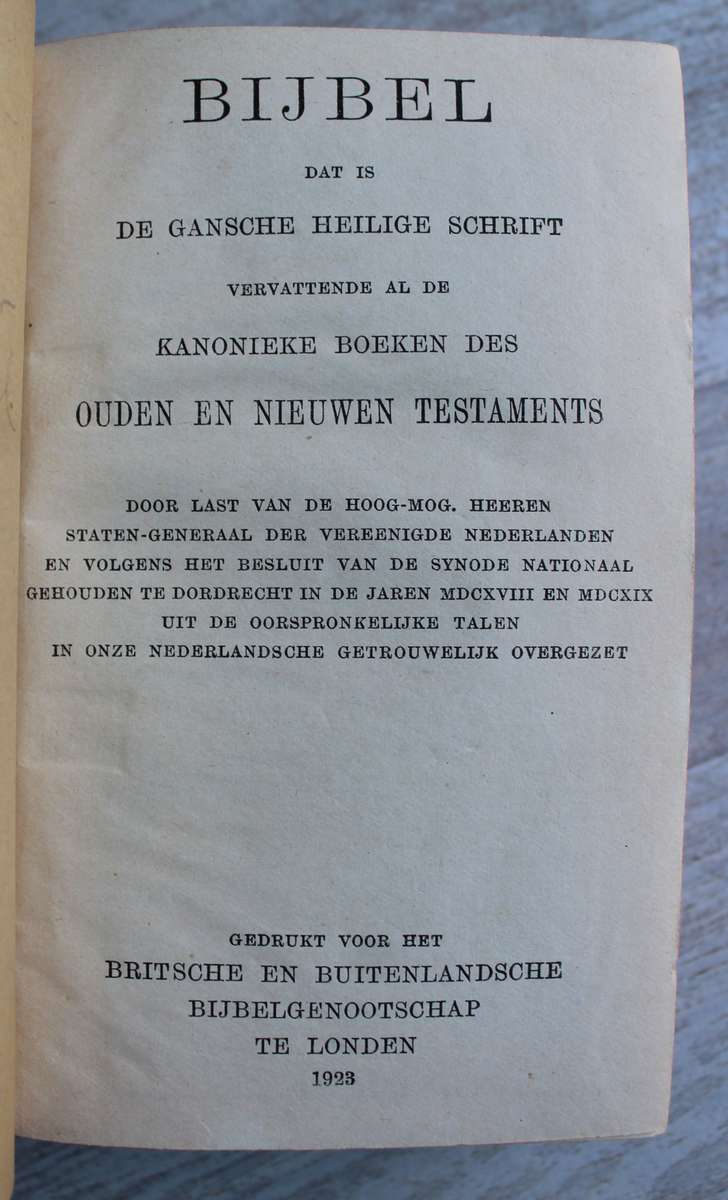 BIJBEL
DAT IS
DE GANSCHE HEILIGE SCHRIFT
VERVATTENDE AL DE
KANONIEKE BOEKEN DES
OUDEN EN NIEUWEN TESTAMENTS
DOOR LAST VAN DE HOOG-MOG. HEEREN
STATEN-GENERAAL DER VEREENIGDE NEDERLANDEN
EN VOLGENS HET BESLUIT VAN DE SYNODE NATIONAAL
GEHOUDEN TE DORDRECHT IN DE JAREN MDCXVIII EN MDCXIX
UIT DE OORSPRONKELIJKE TALEN
IN ONZE NEDERLANDSCHE GETROUWELIJK OVERGEZET
GEDRUKT VOOR HET
BRITSCHE EN BUITENLANDSCHE
BIJBELGENOOTSCHAP
TE LONDEN
1923